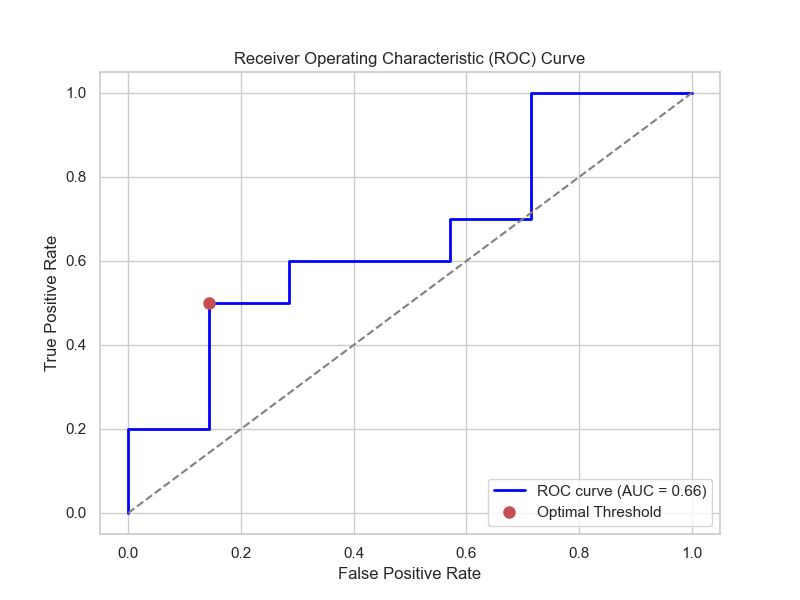 Receiver Operating Characteristic (ROC) Curve
True Positive Rate
1.0
0.8
0.6
0.4
0.2
0.0
0.0 0.2 0.4 0.6 0.8 1.0
False Positive Rate
ROC curve (AUC = 0.66)
Optimal Threshold